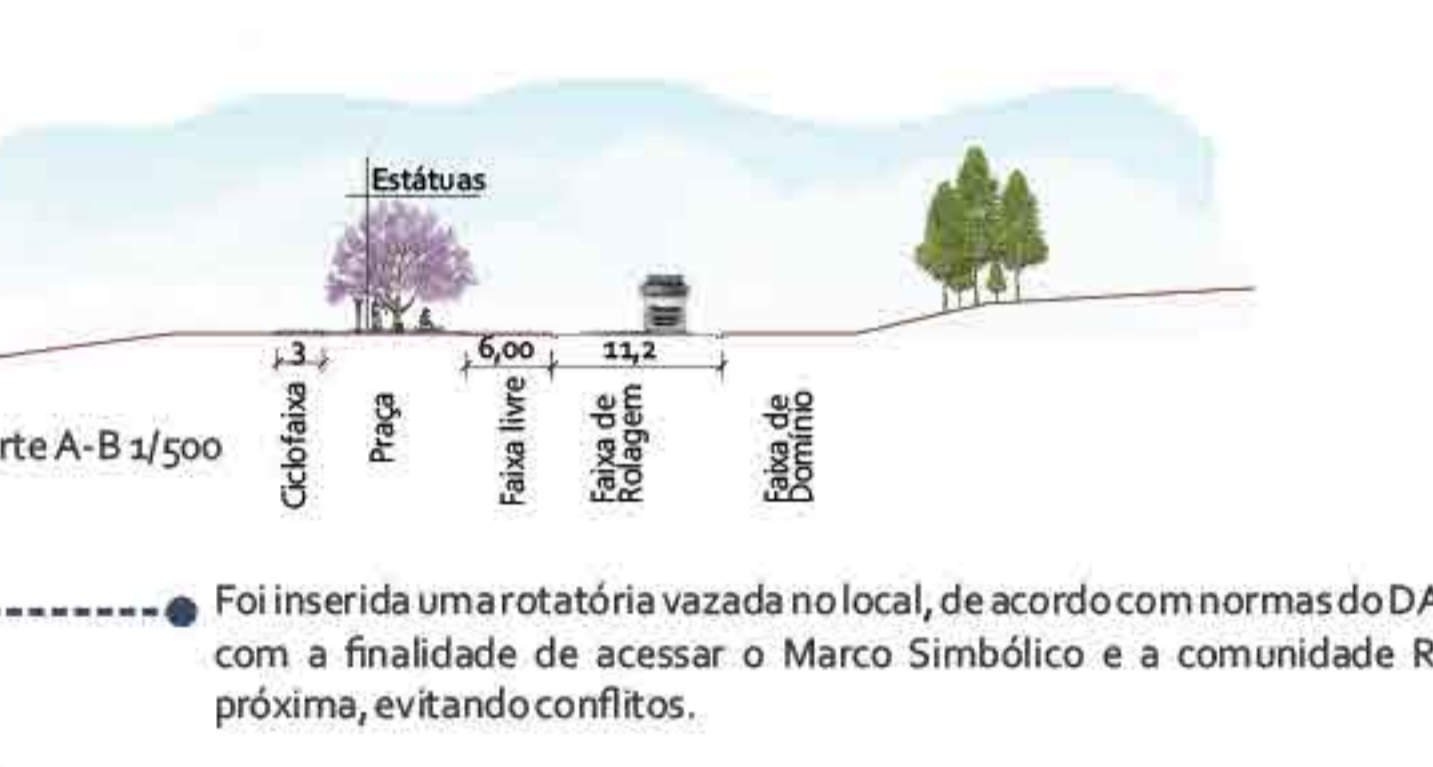 Estátuas
3
6,00
11,2
Ciclofaixa
Praça
Faixa livre
Faixa de
Rolagem
Faixa de
Domínio
rte A-B 1/500
Foi inserida uma rotatória vazada no local, de acordo com normas do DA
com a finalidade de acessar o Marco Simbólico e a comunidade R
próxima, evitando conflitos.